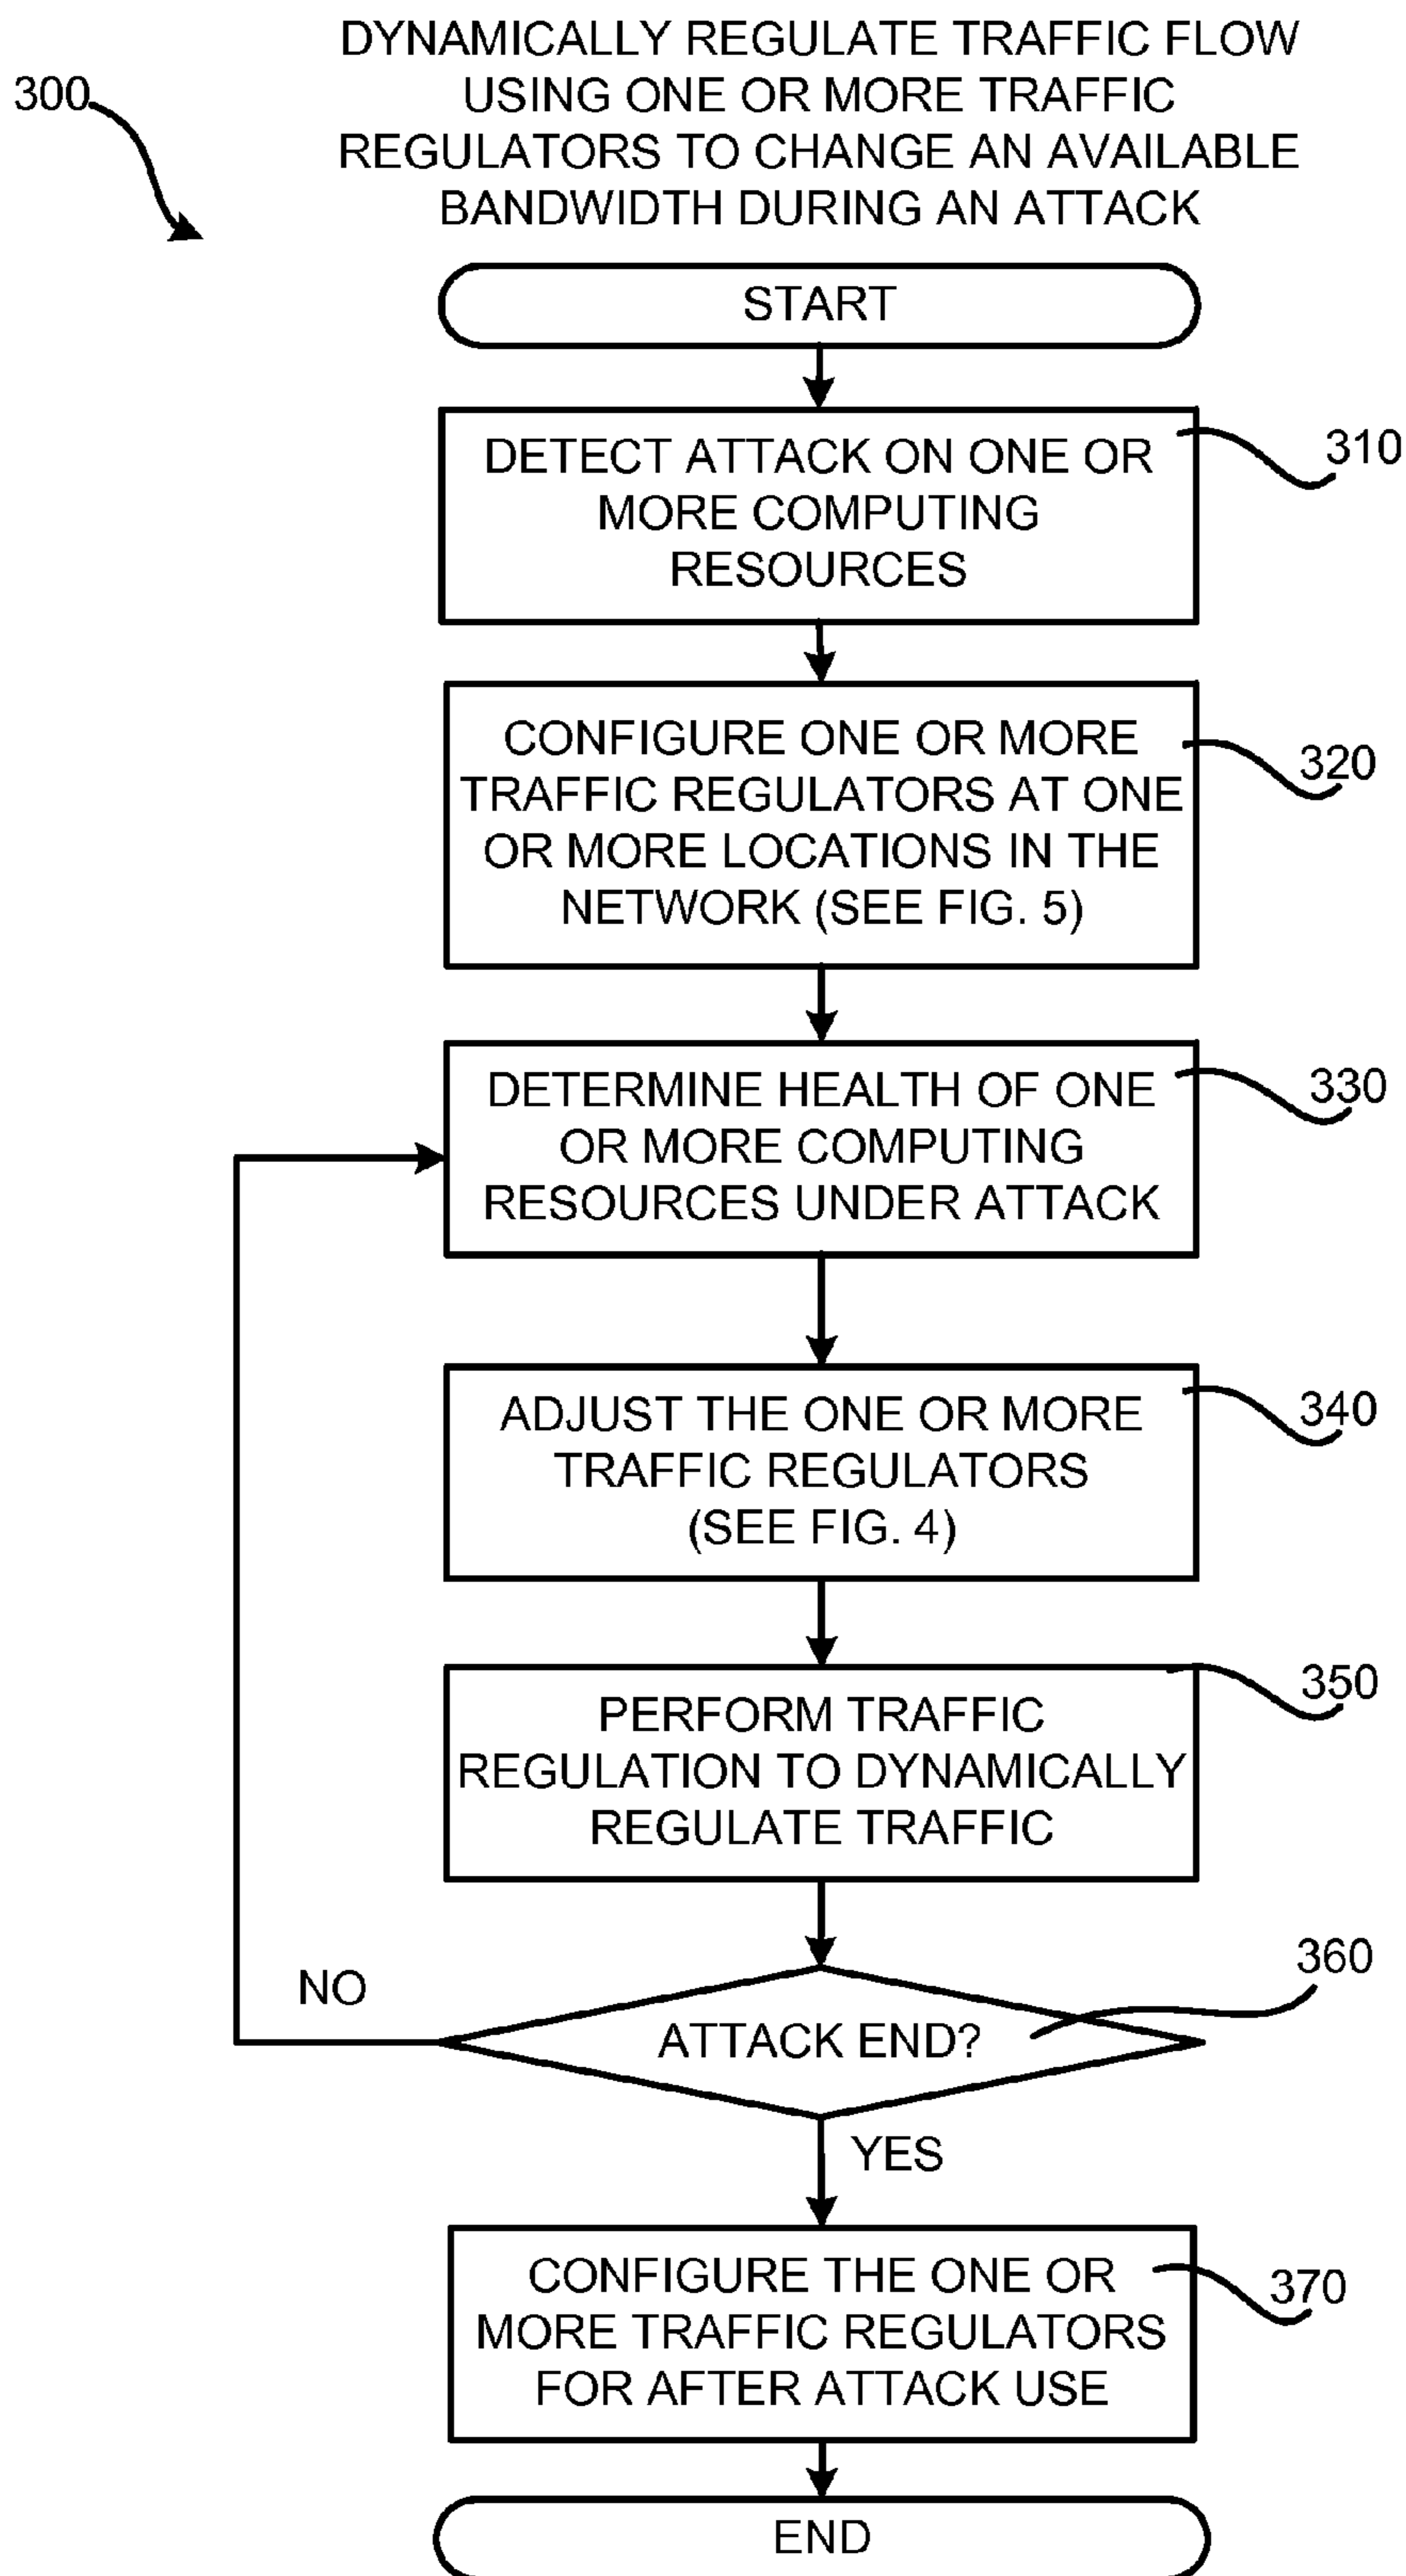 DYNAMICALLY REGULATE TRAFFIC FLOW
USING ONE OR MORE TRAFFIC
REGULATORS TO CHANGE AN AVAILABLE
BANDWIDTH DURING AN ATTACK
300
START
DETECT ATTACK ON ONE OR
MORE COMPUTING
RESOURCES
310
CONFIGURE ONE OR MORE
TRAFFIC REGULATORS AT ONE
OR MORE LOCATIONS IN THE
NETWORK (SEE FIG. 5)
320
DETERMINE HEALTH OF ONE
OR MORE COMPUTING
RESOURCES UNDER ATTACK
330
ADJUST THE ONE OR MORE
TRAFFIC REGULATORS
(SEE FIG. 4)
340
PERFORM TRAFFIC
REGULATION TO DYNAMICALLY
REGULATE TRAFFIC
350
NO
ATTACK END?
360
YES
CONFIGURE THE ONE OR
MORE TRAFFIC REGULATORS
FOR AFTER ATTACK USE
370
END